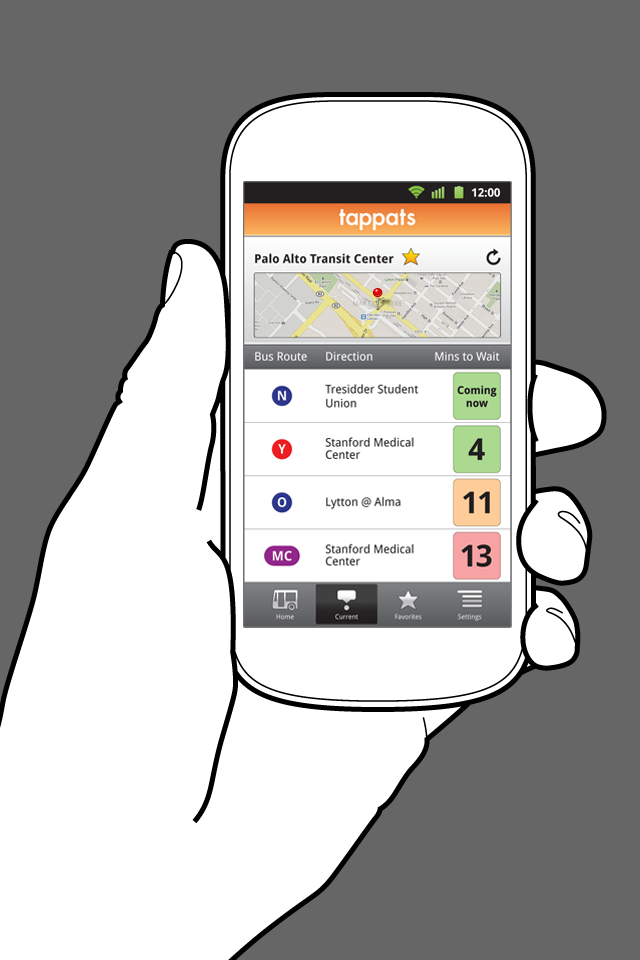 12:00
tappats
Palo Alto Transit Center
Bus Route Direction Mins to Wait
N Tresidder Student Coming
Union now
Y Stanford Medical 4
Center
O Lytton @ Alma 11
MC Stanford Medical 13
Center
Home Current Favorites Settings